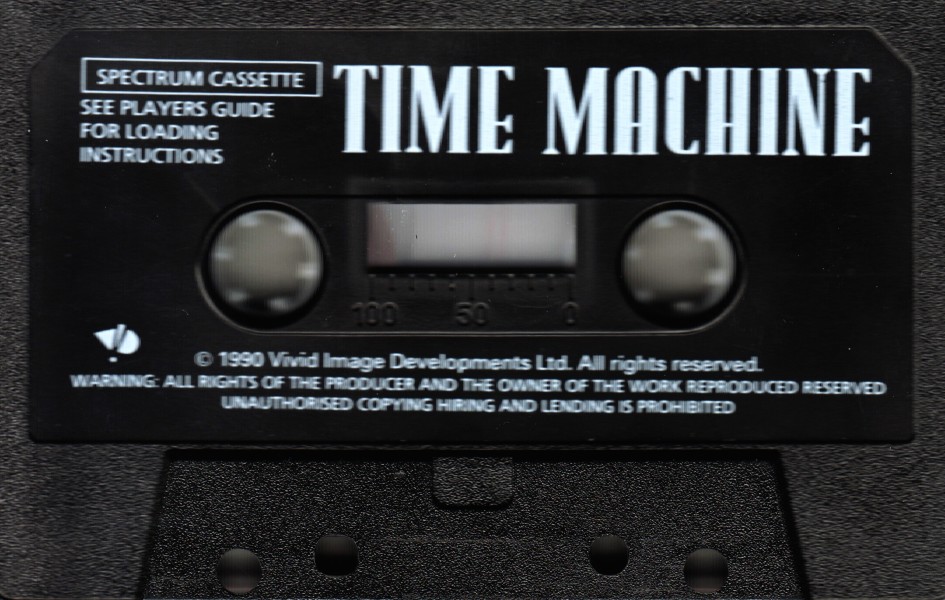 SPECTRUM CASSETTE
SEE PLAYERS GUIDE
FOR LOADING
INSTRUCTIONS
TIME MACHINE
100 50 0
© 1990 Vivid Image Developments Ltd. All rights reserved.
WARNING: ALL RIGHTS OF THE PRODUCER AND THE OWNER OF THE WORK REPRODUCED RESERVED
UNAUTHORISED COPYING HIRING AND LENDING IS PROHIBITED